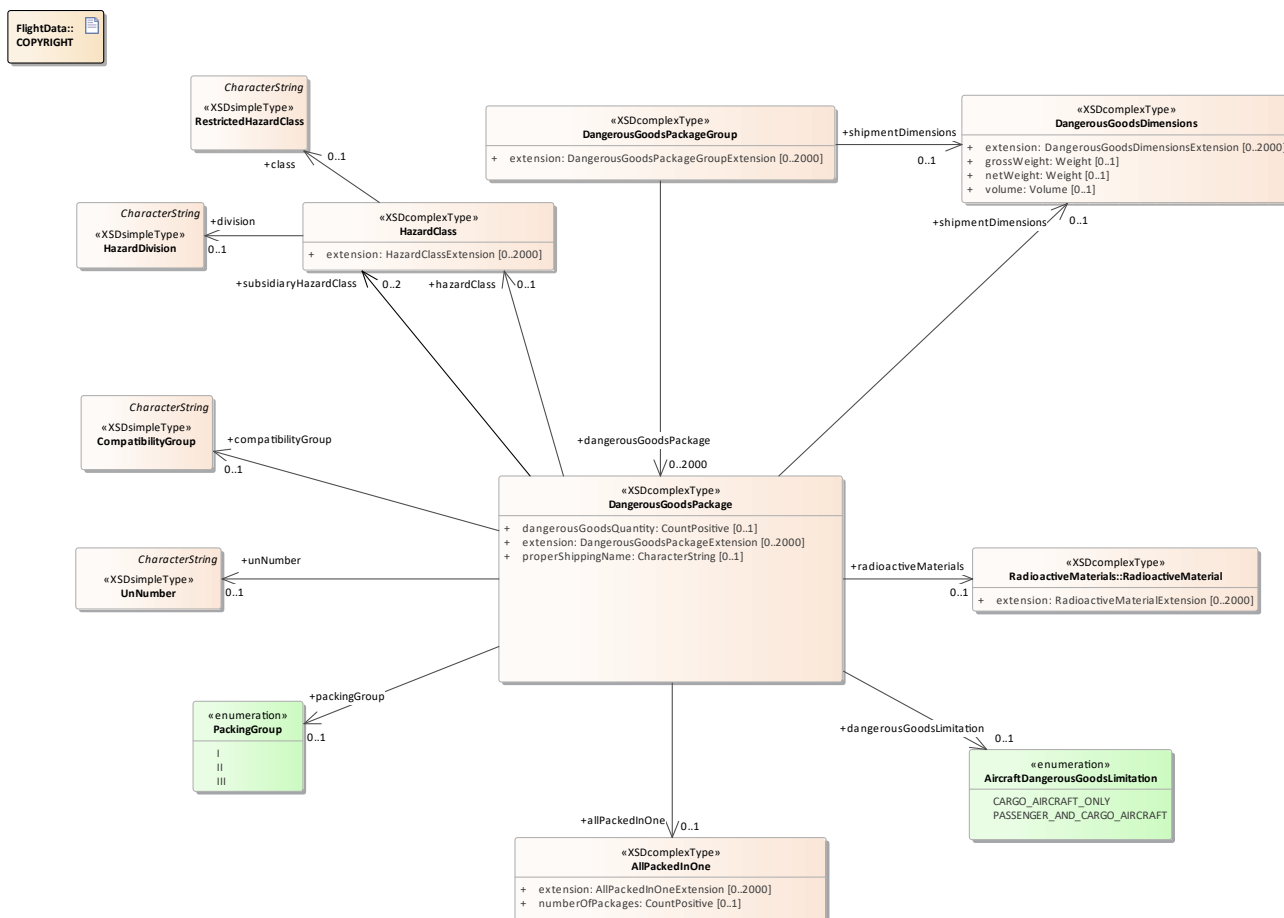 FlightData::
COPYRIGHT
CharacterString
«XSDsimpleType»
RestrictedHazardClass
0..1
+class
«XSDcomplexType»
DangerousGoodsPackageGroup
+ extension: DangerousGoodsPackageGroupExtension [0..2000]
+shipmentDimensions
0..1
«XSDcomplexType»
DangerousGoodsDimensions
+ extension: DangerousGoodsDimensionsExtension [0..2000]
+ grossWeight: Weight [0..1]
+ netWeight: Weight [0..1]
+ volume: Volume [0..1]
CharacterString
«XSDsimpleType»
HazardDivision
+division
0..1
«XSDcomplexType»
HazardClass
+ extension: HazardClassExtension [0..2000]
+shipmentDimensions
0..1
+subsidiaryHazardClass
0..2
+hazardClass
0..1
CharacterString
«XSDsimpleType»
CompatibilityGroup
+compatibilityGroup
0..1
+dangerousGoodsPackage
0..2000
«XSDcomplexType»
DangerousGoodsPackage
+ dangerousGoodsQuantity: CountPositive [0..1]
+ extension: DangerousGoodsPackageExtension [0..2000]
+ properShippingName: CharacterString [0..1]
CharacterString
«XSDsimpleType»
UnNumber
+unNumber
0..1
+radioactiveMaterials
0..1
«XSDcomplexType»
RadioactiveMaterials::RadioactiveMaterial
+ extension: RadioactiveMaterialExtension [0..2000]
+packingGroup
0..1
«enumeration»
PackingGroup
I
II
III
+dangerousGoodsLimitation
0..1
«enumeration»
AircraftDangerousGoodsLimitation
CARGO_AIRCRAFT_ONLY
PASSENGER_AND_CARGO_AIRCRAFT
+allPackedInOne
0..1
«XSDcomplexType»
AllPackedInOne
+ extension: AllPackedInOneExtension [0..2000]
+ numberOfPackages: CountPositive [0..1]